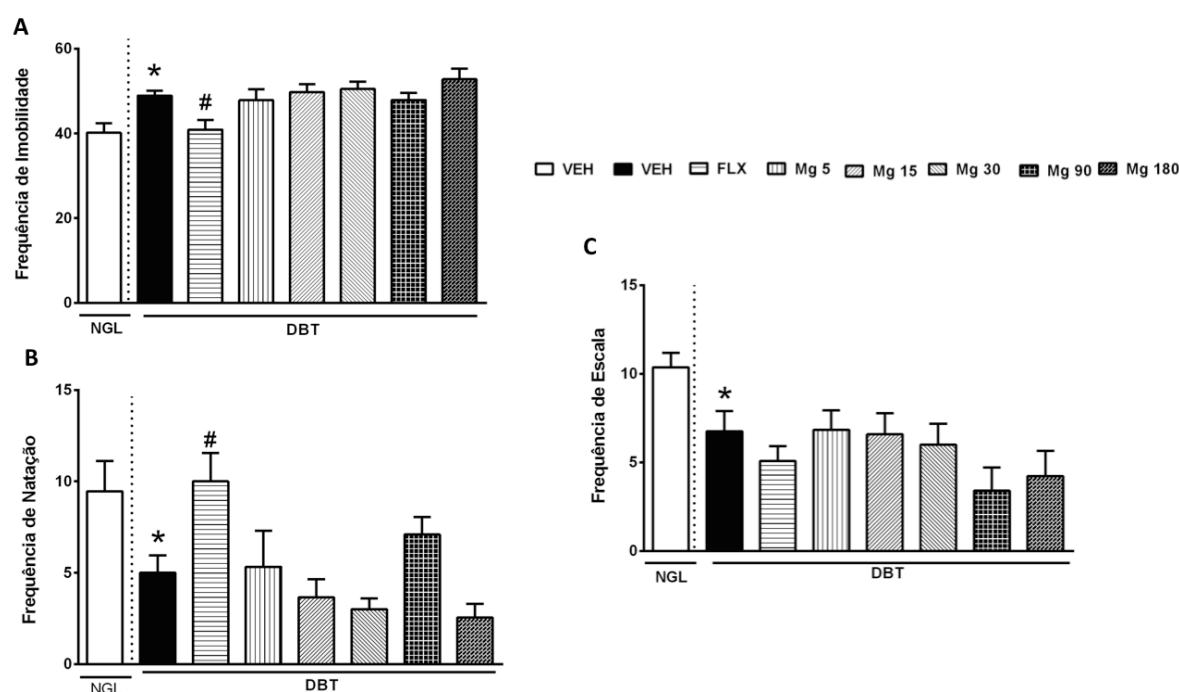 A
Frequência de Imobilidade
60
40
20
0
*
#
NGL
DBT
VEH VEH FLX Mg 5 Mg 15 Mg 30 Mg 90 Mg 180
B
Frequência de Natação
15
10
5
0
*
#
NGL
DBT
C
Frequência de Escala
15
10
5
0
*
NGL
DBT